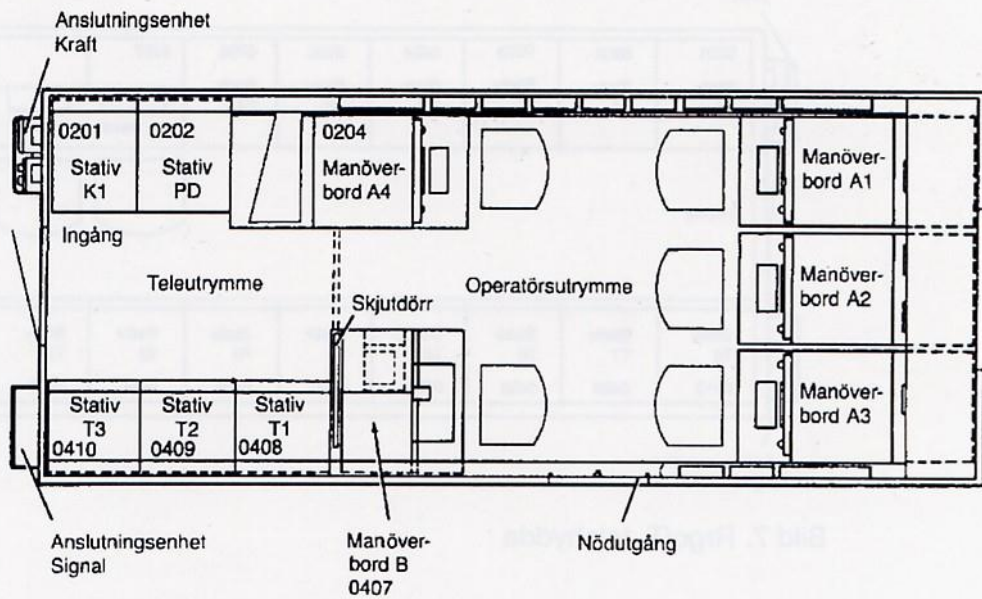 Anslutningsenhet
Kraft
0201
Stativ
K1
0202
Stativ
PD
0204
Manöver-
bord A4
Manöver-
bord A1
Ingång
Teleutrymme
Skjutdörr
Operatörsutrymme
Manöver-
bord A2
Stativ
T3
0410
Stativ
T2
0409
Stativ
T1
0408
Manöver-
bord A3
Anslutningsenhet
Signal
Manöver-
bord B
0407
Nödutgång